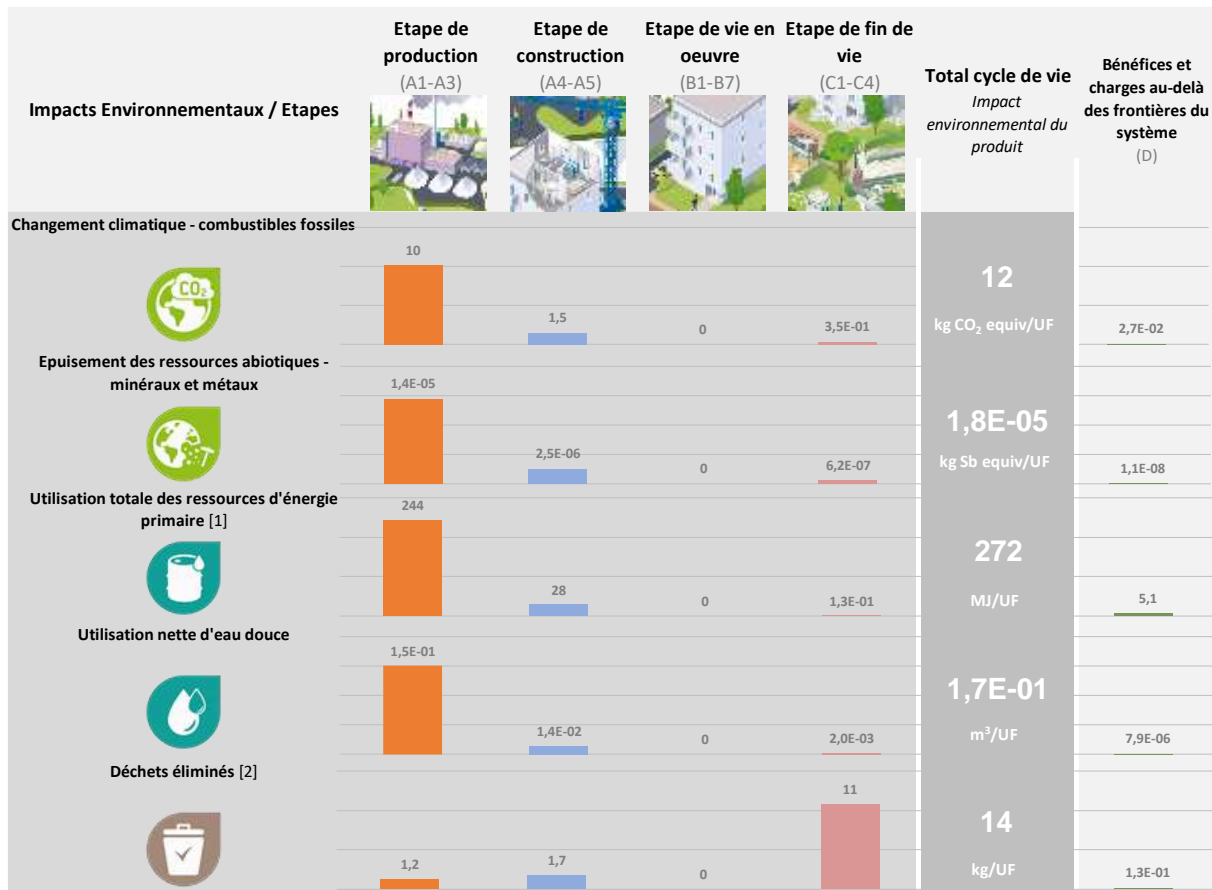 Impacts Environnementaux / Etapes
Etape de
production
(A1-A3)
Etape de
construction
(A4-A5)
Etape de vie en
oeuvre
(B1-B7)
Etape de fin de
vie
(C1-C4)
Total cycle de vie
Impact
environnemental du
produit
Bénéfices et
charges au-delà
des frontières du
système
(D)
Changement climatique - combustibles fossiles
CO₂
10
1,5
0
3,5E-01
12
kg CO₂ equiv/UF
2,7E-02
Epuisement des ressources abiotiques -
minéraux et métaux
1,4E-05
2,5E-06
0
6,2E-07
1,8E-05
kg Sb equiv/UF
1,1E-08
Utilisation totale des ressources d'énergie
primaire [1]
244
28
0
1,3E-01
272
MJ/UF
5,1
Utilisation nette d'eau douce
1,5E-01
1,4E-02
0
2,0E-03
1,7E-01
m³/UF
7,9E-06
Déchets éliminés [2]
1,2
1,7
0
11
14
kg/UF
1,3E-01